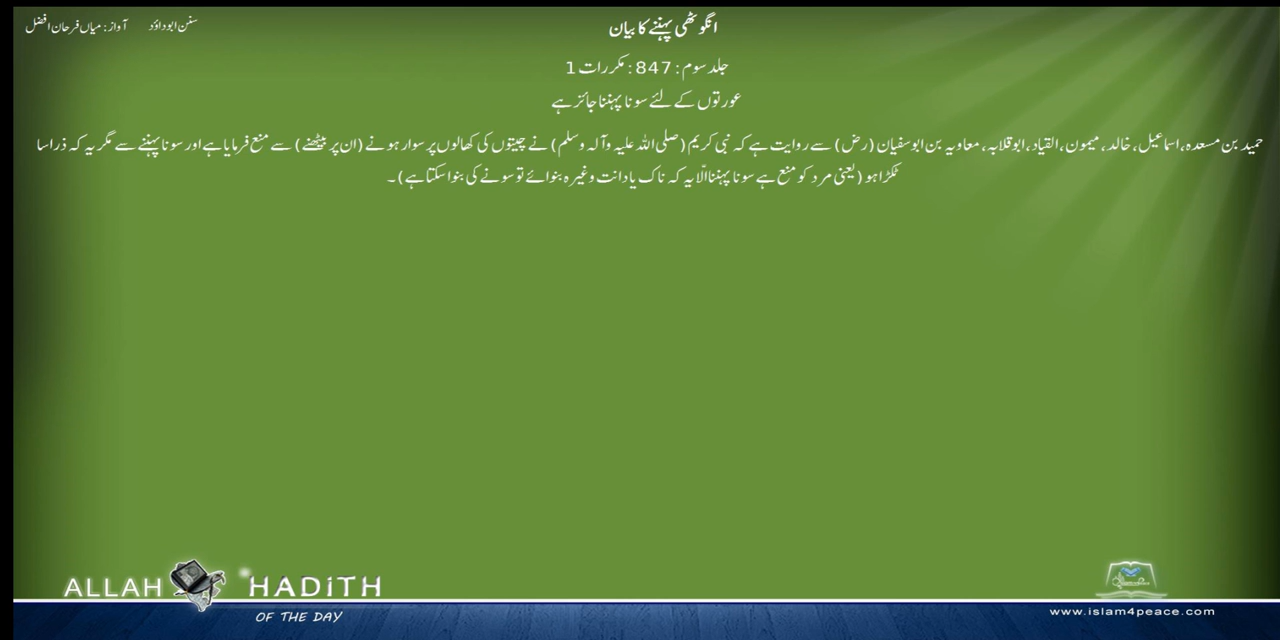 سنن ابوداؤد
آواز: میاں فرحان افضل
انگوٹھی پہننے کا بیان
جلد سوم : 847 : مکررات 1
عورتوں کے لئے سونا پہننا جائز ہے
حمید بن مسعدہ، اسماعیل، خالد، میمون، القیاد، ابوقلابہ، معاویہ بن ابوسفیان (رض) سے روایت ہے کہ نبی کریم (صلی اللہ علیہ وآلہ وسلم) نے چیتوں کی کھالوں پر سوار ہونے (ان پر بیٹھنے) سے منع فرمایا ہے اور سونا پہننے سے مگر یہ کہ ذرا سا
ٹکڑا ہو (یعنی مرد کو منع ہے سونا پہننا الّا یہ کہ ناک یا دانت وغیرہ بنوائے تو سونے کی بنوا سکتا ہے)۔
ALLAH HADiTH
OF THE DAY
www.islam4peace.com